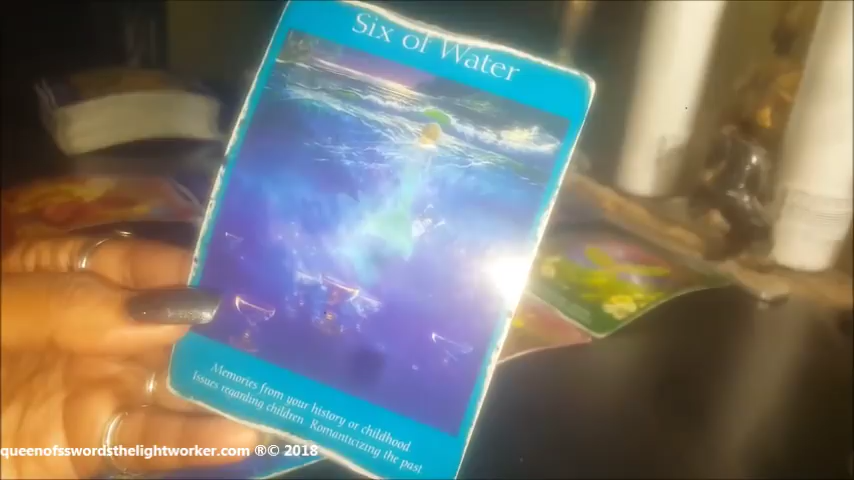 Six of Water
Memories from your history or childhood
Issues regarding children. Romanticizing the past
queenofsswordsthelightworker.com ®© 2018